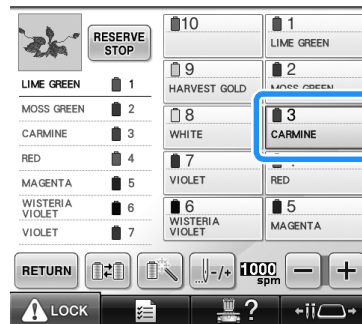 RESERVE
STOP
LIME GREEN 1
MOSS GREEN 2
CARMINE 3
RED 4
MAGENTA 5
WISTERIA
VIOLET 6
VIOLET 7
10
1
LIME GREEN
9
HARVEST GOLD
2
MOSS GREEN
8
WHITE
3
CARMINE
7
VIOLET
RED
6
WISTERIA
VIOLET
5
MAGENTA
RETURN
-/+
1000
spm
LOCK
?